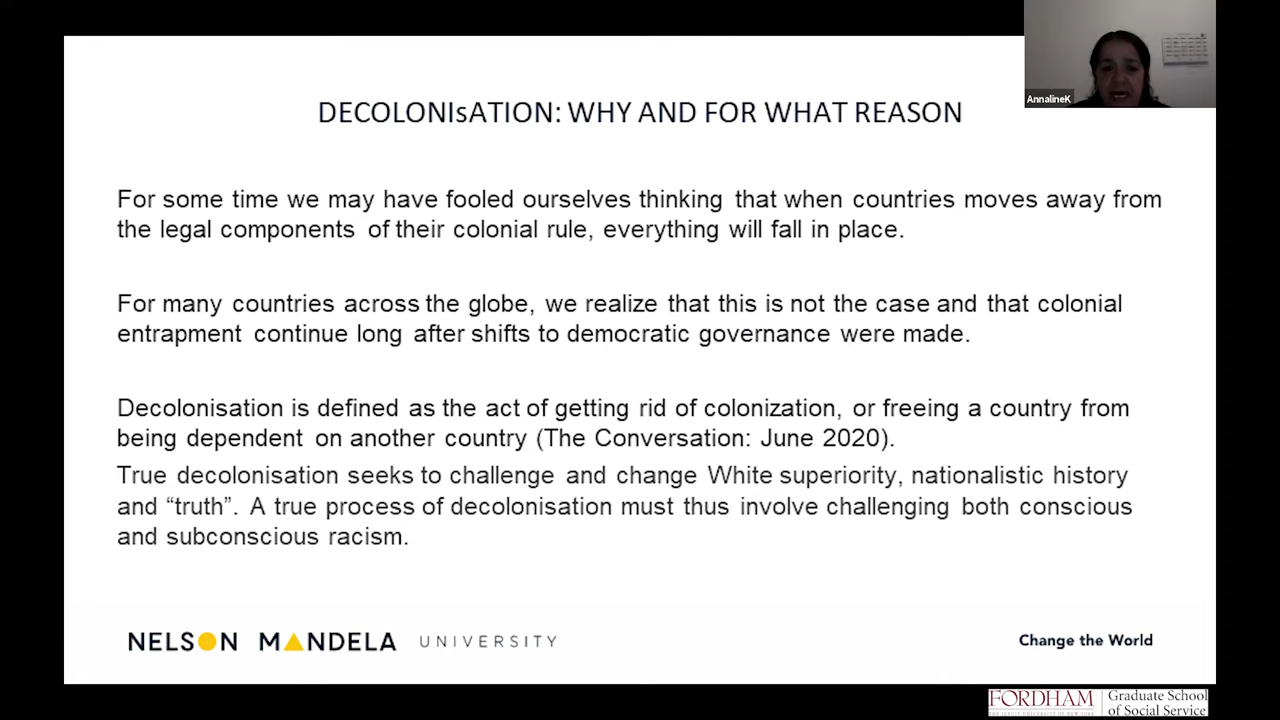 AnnalineK
DECOLONIsATION: WHY AND FOR WHAT REASON
For some time we may have fooled ourselves thinking that when countries moves away from
the legal components of their colonial rule, everything will fall in place.
For many countries across the globe, we realize that this is not the case and that colonial
entrapment continue long after shifts to democratic governance were made.
Decolonisation is defined as the act of getting rid of colonization, or freeing a country from
being dependent on another country (The Conversation: June 2020).
True decolonisation seeks to challenge and change White superiority, nationalistic history
and “truth”. A true process of decolonisation must thus involve challenging both conscious
and subconscious racism.
NELSON MANDELA UNIVERSITY
Change the World
FORDHAM
Graduate School
of Social Service